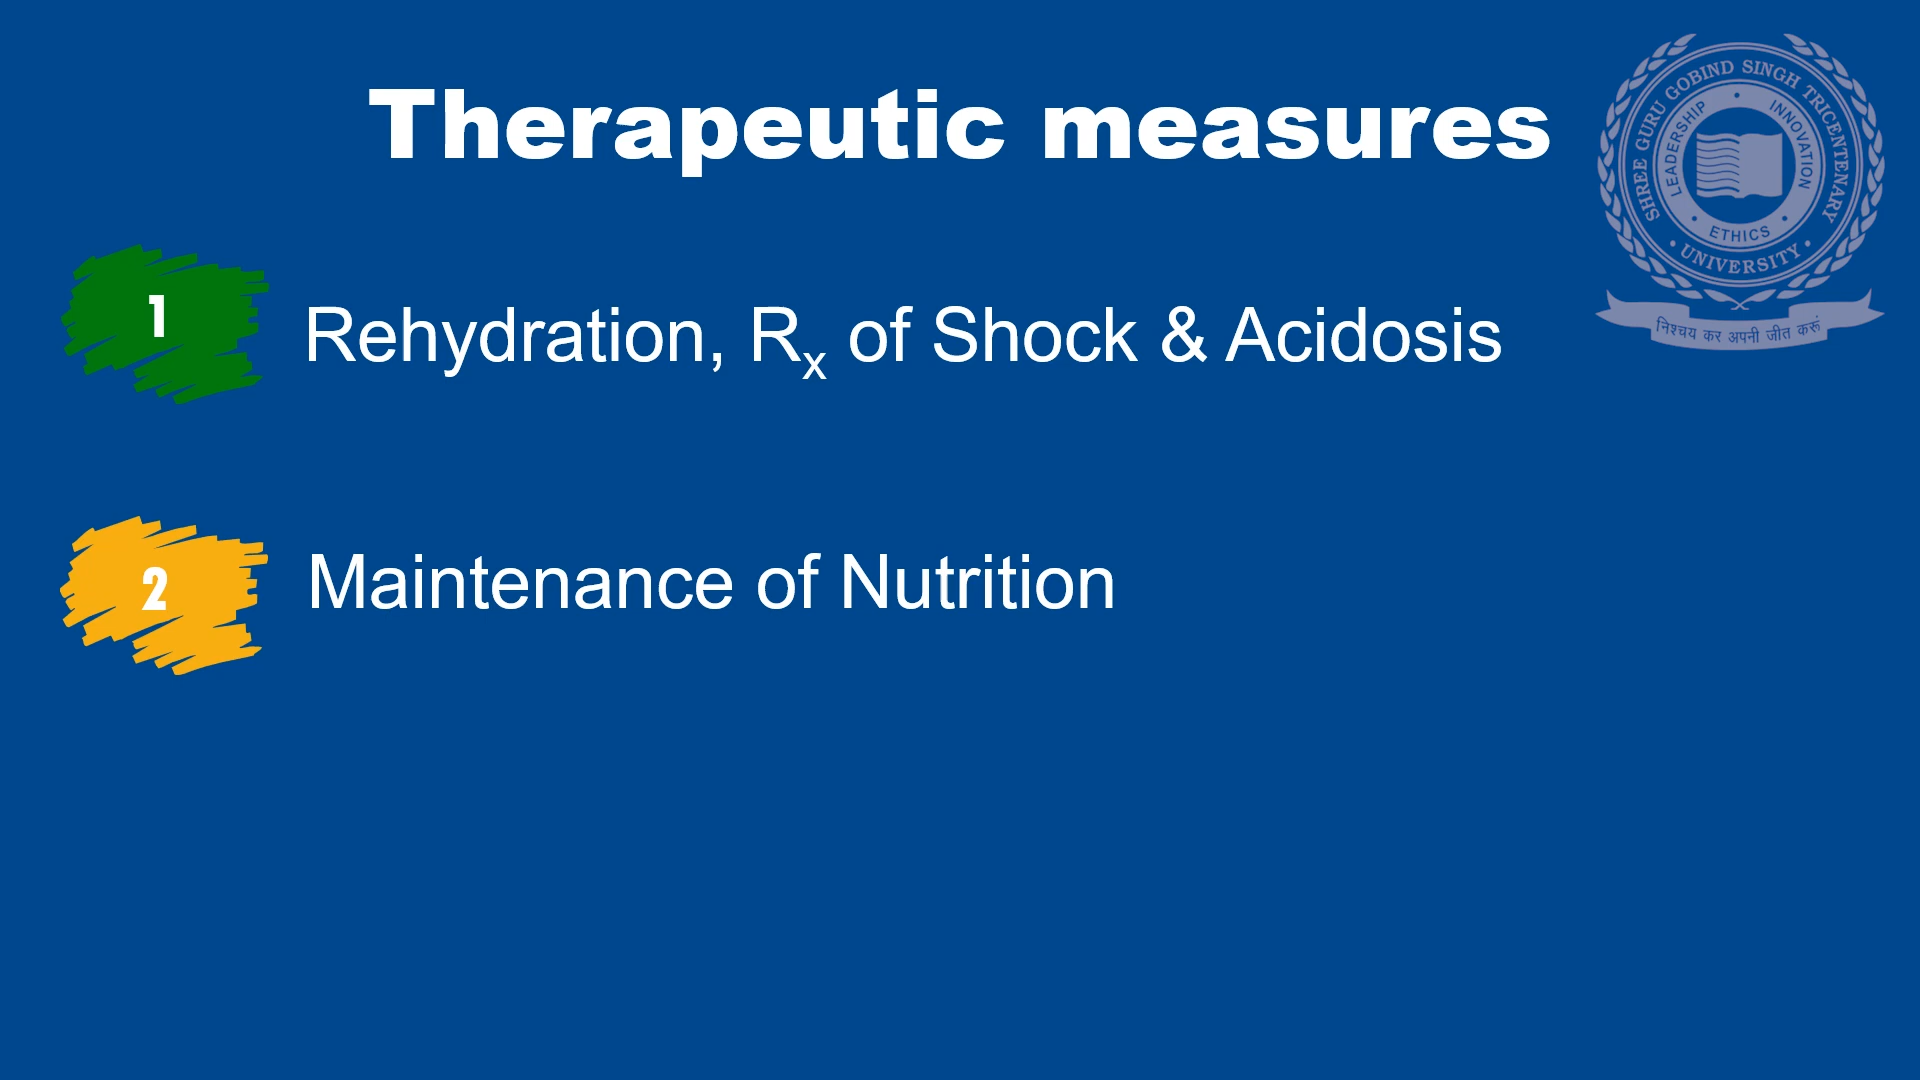 Therapeutic measures
SHREE GURU GOBIND SINGH TRICENTENARY
UNIVERSITY
LEADERSHIP
INNOVATION
ETHICS
निश्चय कर अपनी जीत करूं
1
Rehydration, Rx of Shock & Acidosis
2
Maintenance of Nutrition